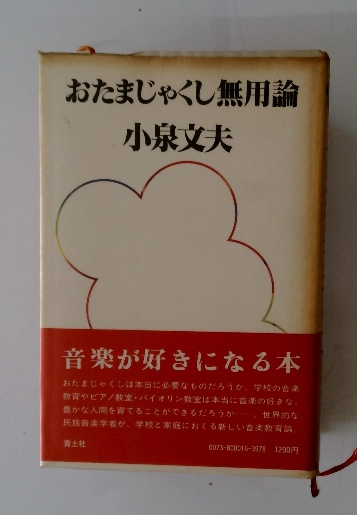 おたまじゃくし無用論
小泉文夫
音楽が好きになる本
おたまじゃくしは本当に必要なものだろうか、学校の音楽
教育やピアノ教室・バイオリン教室は本当に音楽の好きな、
豊かな人間を育てることができるだろうか──、世界的な
民族音楽学者が、学校と家庭におくる新しい音楽教育論。
青土社
0073-800015-3978 1200円